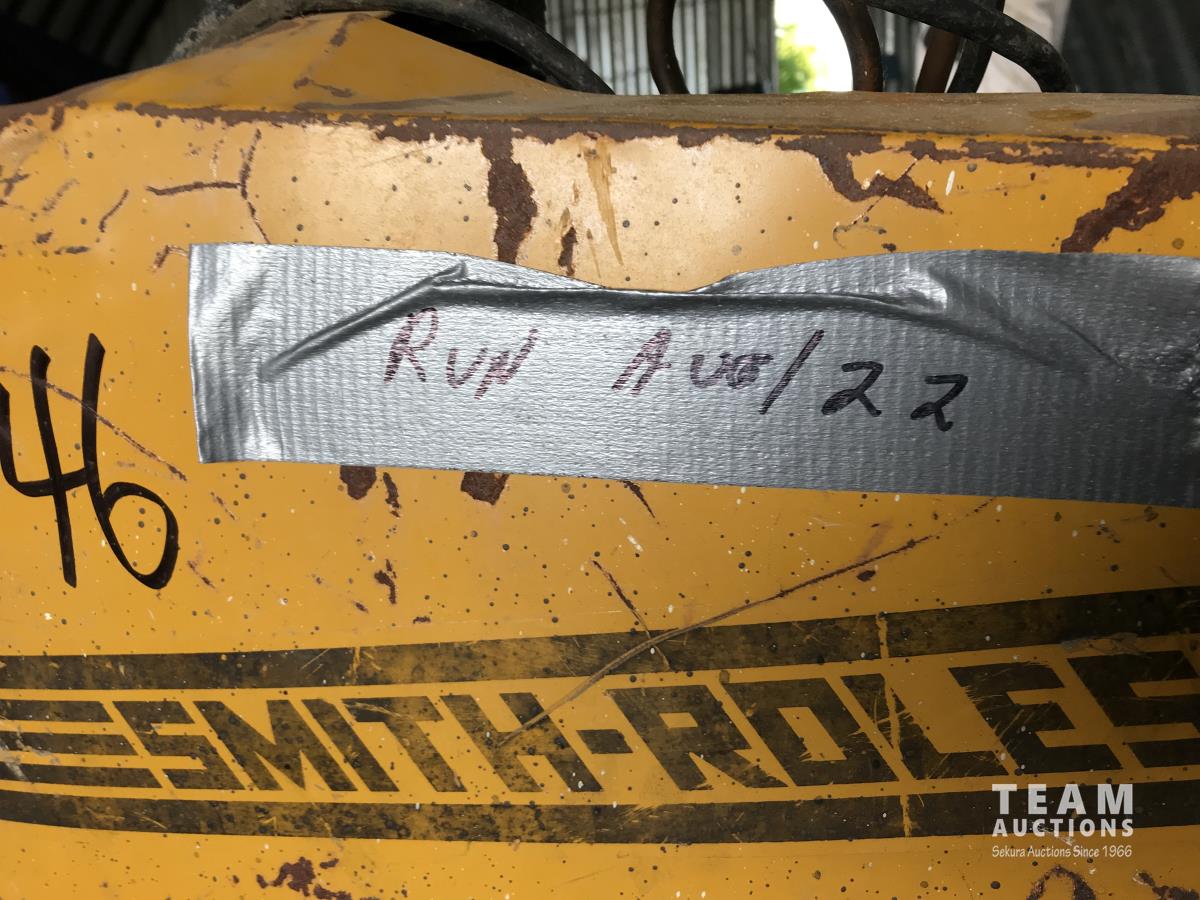 RUN AUG/22
46
SMITH-ROLES
TEAM
AUCTIONS
Sekura Auctions Since 1966